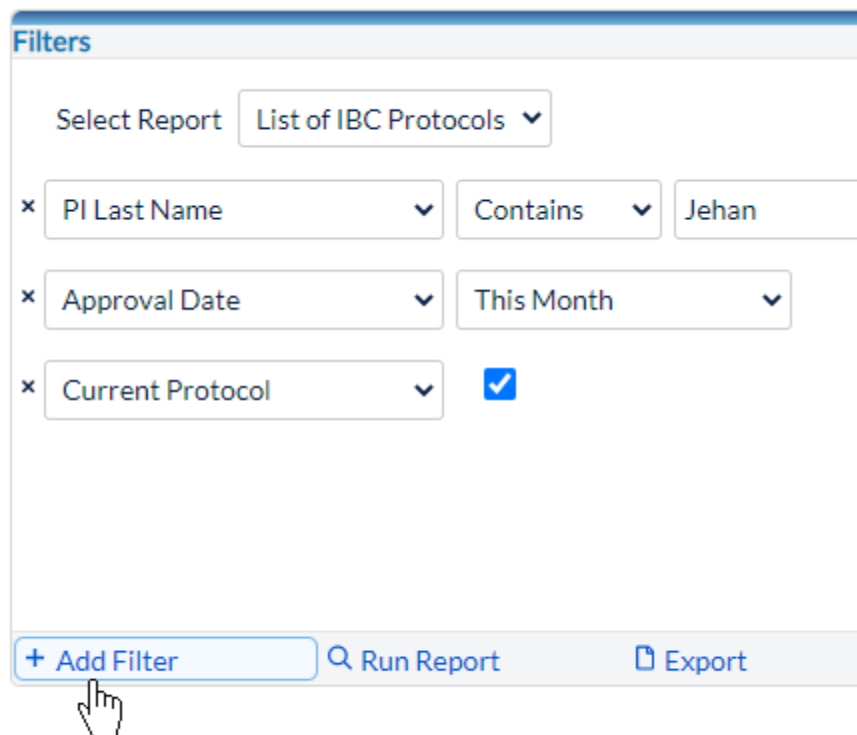 Filters
Select Report List of IBC Protocols
× PI Last Name Contains Jehan
× Approval Date This Month
× Current Protocol
+ Add Filter Run Report Export